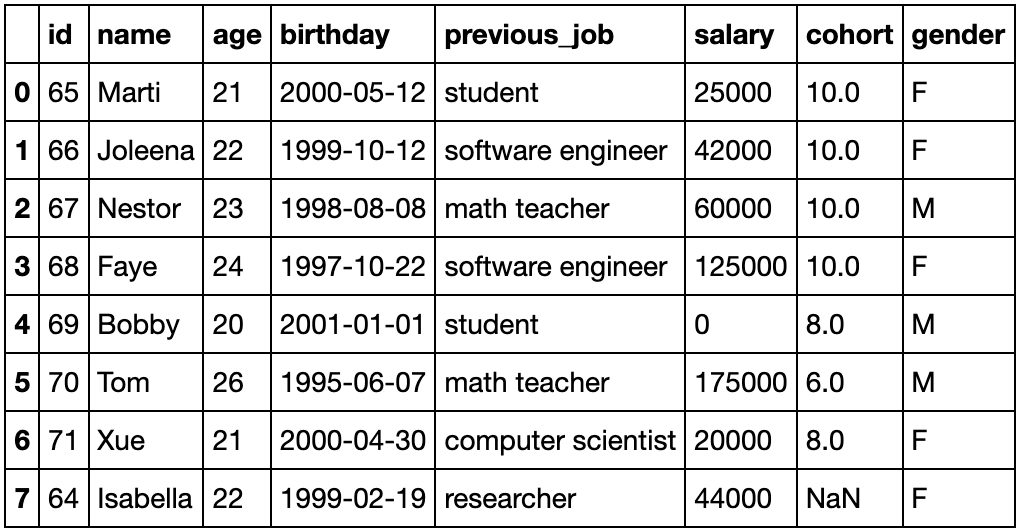 id name age birthday previous_job salary cohort gender
0 65 Marti 21 2000-05-12 student 25000 10.0 F
1 66 Joleena 22 1999-10-12 software engineer 42000 10.0 F
2 67 Nestor 23 1998-08-08 math teacher 60000 10.0 M
3 68 Faye 24 1997-10-22 software engineer 125000 10.0 F
4 69 Bobby 20 2001-01-01 student 0 8.0 M
5 70 Tom 26 1995-06-07 math teacher 175000 6.0 M
6 71 Xue 21 2000-04-30 computer scientist 20000 8.0 F
7 64 Isabella 22 1999-02-19 researcher 44000 NaN F